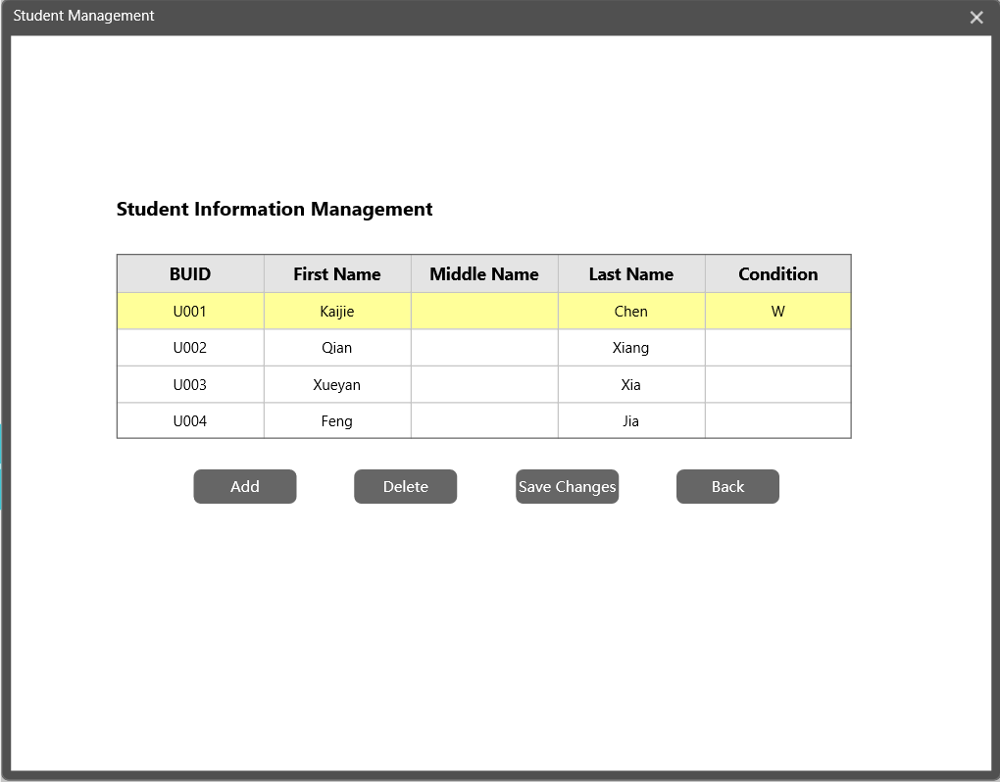 Student Management
Student Information Management
BUID First Name Middle Name Last Name Condition
U001 Kaijie Chen W
U002 Qian Xiang
U003 Xueyan Xia
U004 Feng Jia
Add Delete Save Changes Back